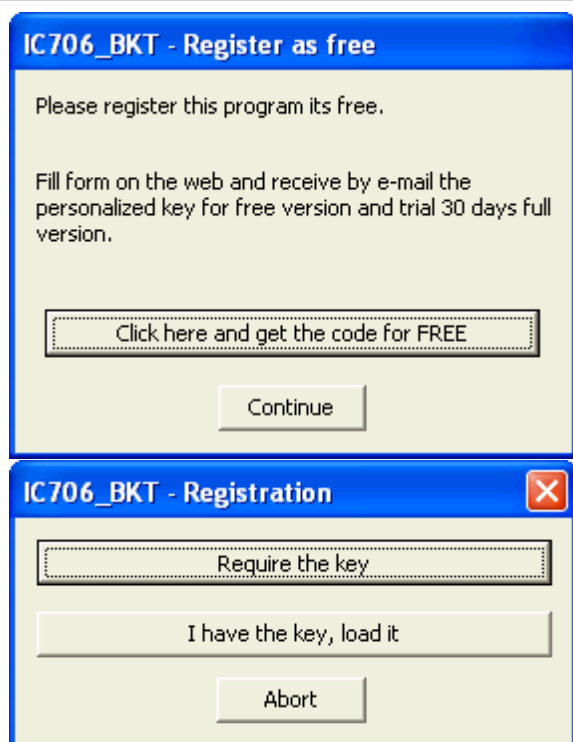 IC706_BKT - Register as free
Please register this program its free.
Fill form on the web and receive by e-mail the
personalized key for free version and trial 30 days full
version.
Click here and get the code for FREE
Continue
IC706_BKT - Registration
Require the key
I have the key, load it
Abort